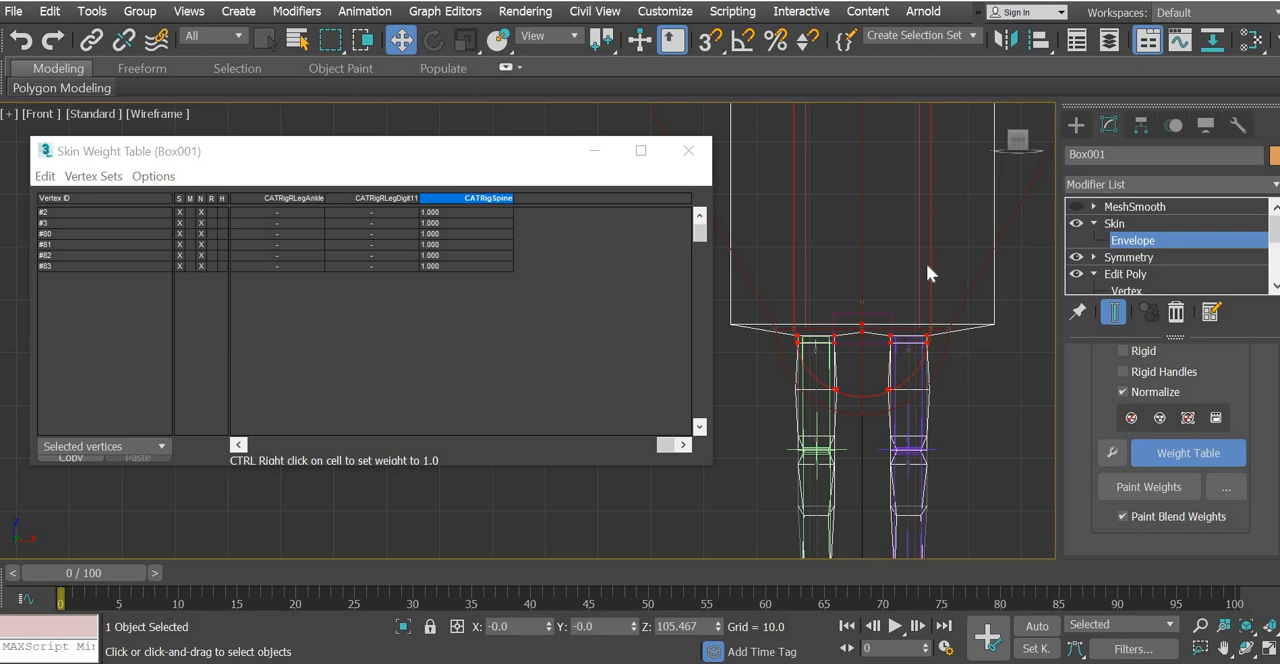 File Edit Tools Group Views Create Modifiers Animation Graph Editors Rendering Civil View Customize Scripting Interactive Content Arnold » Sign In Workspaces: Default
All View Create Selection Set
Modeling Freeform Selection Object Paint Populate
Polygon Modeling
[+] [Front ] [Standard ] [Wireframe ]
Skin Weight Table (Box001)
Edit Vertex Sets Options
Vertex ID S M N R H CATRigRLegAnkle CATRigRLegDigit11 CATRigSpine
#2 X X - - 1.000
#3 X X - - 1.000
#80 X X - - 1.000
#81 X X - - 1.000
#82 X X - - 1.000
#83 X X - - 1.000
Selected vertices
Copy Paste
CTRL Right click on cell to set weight to 1.0
Box001
Modifier List
MeshSmooth
Skin
Envelope
Symmetry
Edit Poly
Vertex
Rigid
Rigid Handles
Normalize
Weight Table
Paint Weights ...
Paint Blend Weights
z
x
< 0 / 100 >
0 5 10 15 20 25 30 35 40 45 50 55 60 65 70 75 80 85 90 95 100
1 Object Selected X: -0.0 Y: -0.0 Z: 105.467 Grid = 10.0 Auto Selected
MAXScript Mi: Click or click-and-drag to select objects Add Time Tag 0 Set K. Filters...